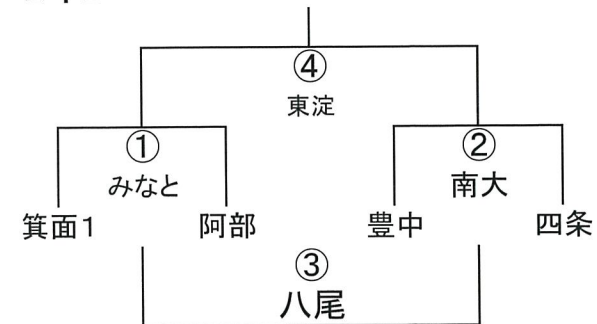 ④
東淀
①
②
みなと
南大
箕面1
阿部
豊中
四条
③
八尾